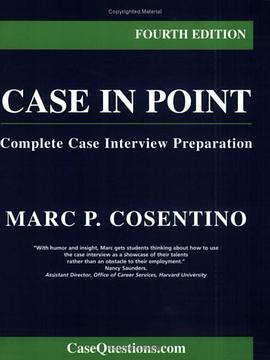 Copyrighted Material
FOURTH EDITION
CASE IN POINT
Complete Case Interview Preparation
MARC P. COSENTINO
"With humor and insight, Marc gets students thinking about how to use
the case interview as a showcase of their talents
rather than an obstacle to their employment."
Nancy Saunders,
Assistant Director, Office of Career Services, Harvard University
CaseQuestions.com